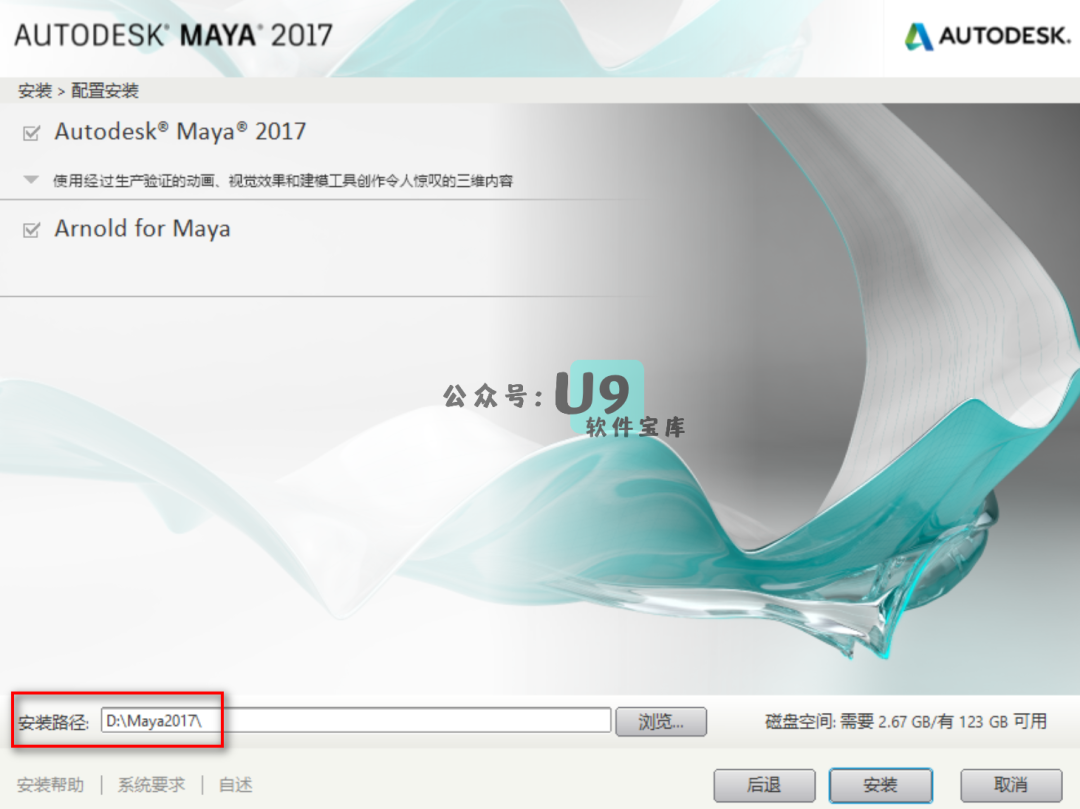 AUTODESK® MAYA® 2017
AUTODESK.
安装 > 配置安装
Autodesk® Maya® 2017
使用经过生产验证的动画、视觉效果和建模工具创作令人惊叹的三维内容
Arnold for Maya
公众号: U9
软件宝库
安装路径: D:\Maya2017\ 浏览... 磁盘空间: 需要 2.67 GB/有 123 GB 可用
安装帮助 | 系统要求 | 自述 后退 安装 取消